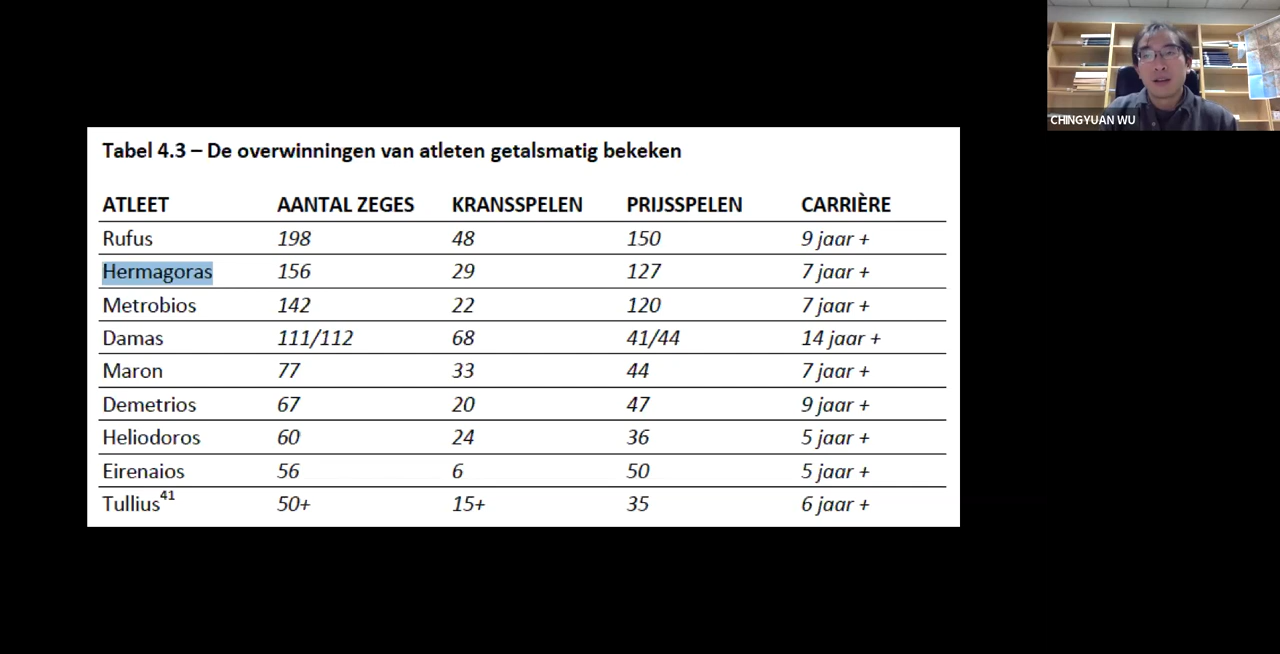 CHINGYUAN WU
Tabel 4.3 – De overwinningen van atleten getalsmatig bekeken
ATLEET AANTAL ZEGES KRANSSPELEN PRIJSSPELEN CARRIÈRE
Rufus 198 48 150 9 jaar +
Hermagoras 156 29 127 7 jaar +
Metrobios 142 22 120 7 jaar +
Damas 111/112 68 41/44 14 jaar +
Maron 77 33 44 7 jaar +
Demetrios 67 20 47 9 jaar +
Heliodoros 60 24 36 5 jaar +
Eirenaios 56 6 50 5 jaar +
Tullius41 50+ 15+ 35 6 jaar +